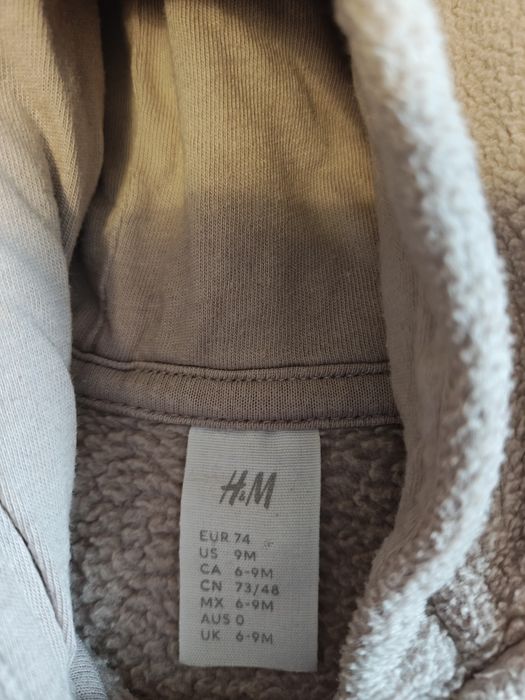 H&M
EUR 74
US 9M
CA 6-9M
CN 73/48
MX 6-9M
AUS 0
UK 6-9M